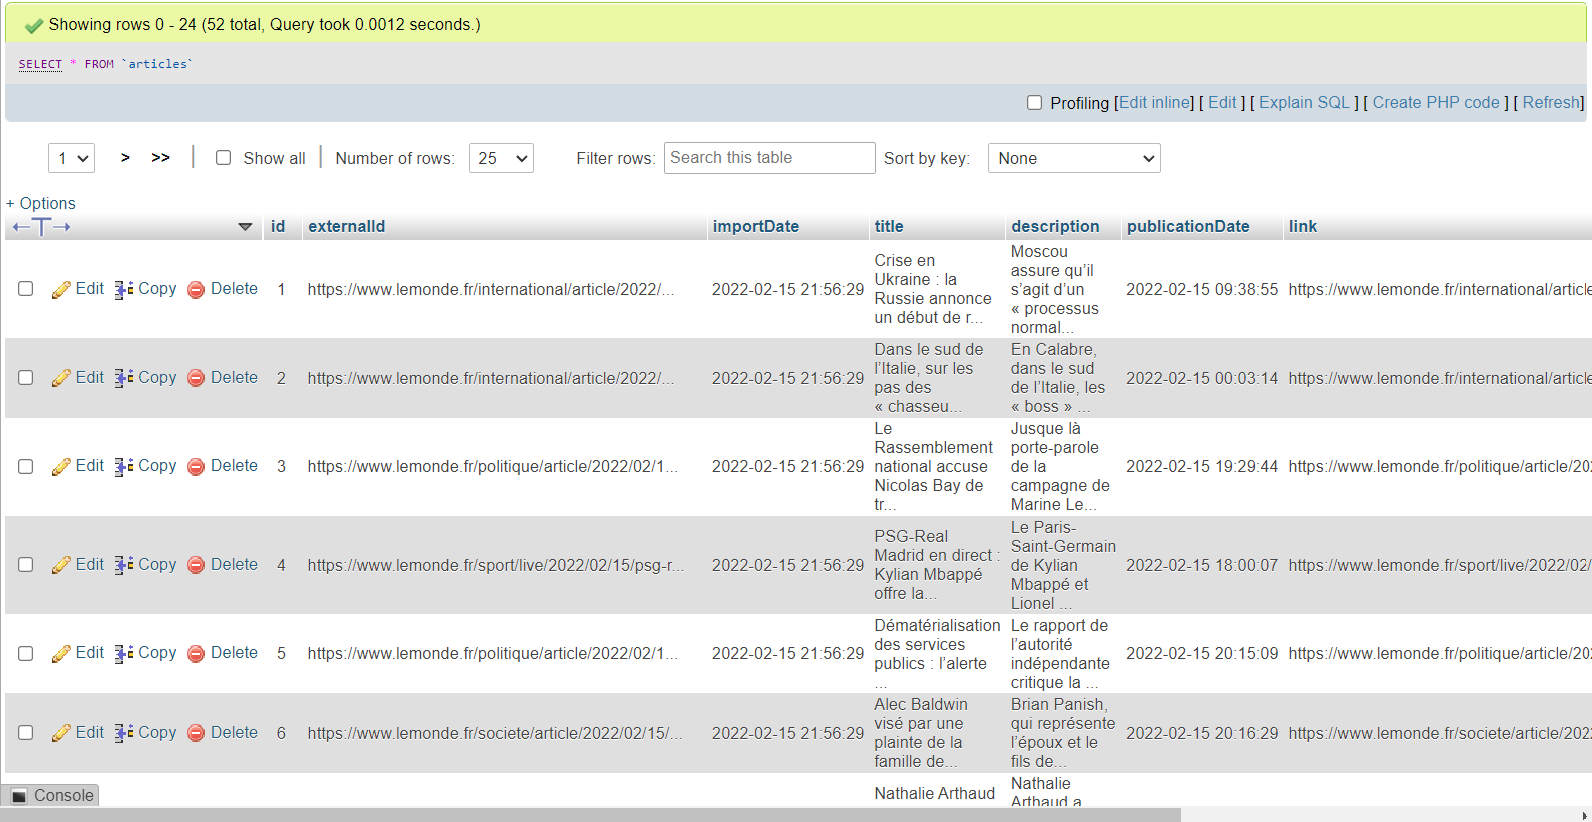 Showing rows 0 - 24 (52 total, Query took 0.0012 seconds.)
SELECT * FROM `articles`
Profiling [Edit inline] [ Edit ] [ Explain SQL ] [ Create PHP code ] [ Refresh]
1 > >> | Show all | Number of rows: 25 Filter rows: Search this table Sort by key: None
+ Options
←T→ id externalId importDate title description publicationDate link
Edit Copy Delete 1 https://www.lemonde.fr/international/article/2022/... 2022-02-15 21:56:29
Crise en
Ukraine : la
Russie annonce
un début de r...
Moscou
assure qu’il
s’agit d’un
« processus
normal...
2022-02-15 09:38:55 https://www.lemonde.fr/international/article
Edit Copy Delete 2 https://www.lemonde.fr/international/article/2022/... 2022-02-15 21:56:29
Dans le sud de
l’Italie, sur les
pas des
« chasseu...
En Calabre,
dans le sud
de l’Italie, les
« boss » ...
2022-02-15 00:03:14 https://www.lemonde.fr/international/article
Edit Copy Delete 3 https://www.lemonde.fr/politique/article/2022/02/1... 2022-02-15 21:56:29
Le
Rassemblement
national accuse
Nicolas Bay de
tr...
Jusque là
porte-parole
de la
campagne de
Marine Le...
2022-02-15 19:29:44 https://www.lemonde.fr/politique/article/202
Edit Copy Delete 4 https://www.lemonde.fr/sport/live/2022/02/15/psg-r... 2022-02-15 21:56:29
PSG-Real
Madrid en direct :
Kylian Mbappé
offre la...
Le Paris-
Saint-Germain
de Kylian
Mbappé et
Lionel ...
2022-02-15 18:00:07 https://www.lemonde.fr/sport/live/2022/02/
Edit Copy Delete 5 https://www.lemonde.fr/politique/article/2022/02/1... 2022-02-15 21:56:29
Dématérialisation
des services
publics : l’alerte
...
Le rapport de
l’autorité
indépendante
critique la ...
2022-02-15 20:15:09 https://www.lemonde.fr/politique/article/202
Edit Copy Delete 6 https://www.lemonde.fr/societe/article/2022/02/15/... 2022-02-15 21:56:29
Alec Baldwin
visé par une
plainte de la
famille de...
Brian Panish,
qui représente
l’époux et le
fils de...
2022-02-15 20:16:29 https://www.lemonde.fr/societe/article/2022
Nathalie Arthaud
Nathalie
Arthaud a
Console